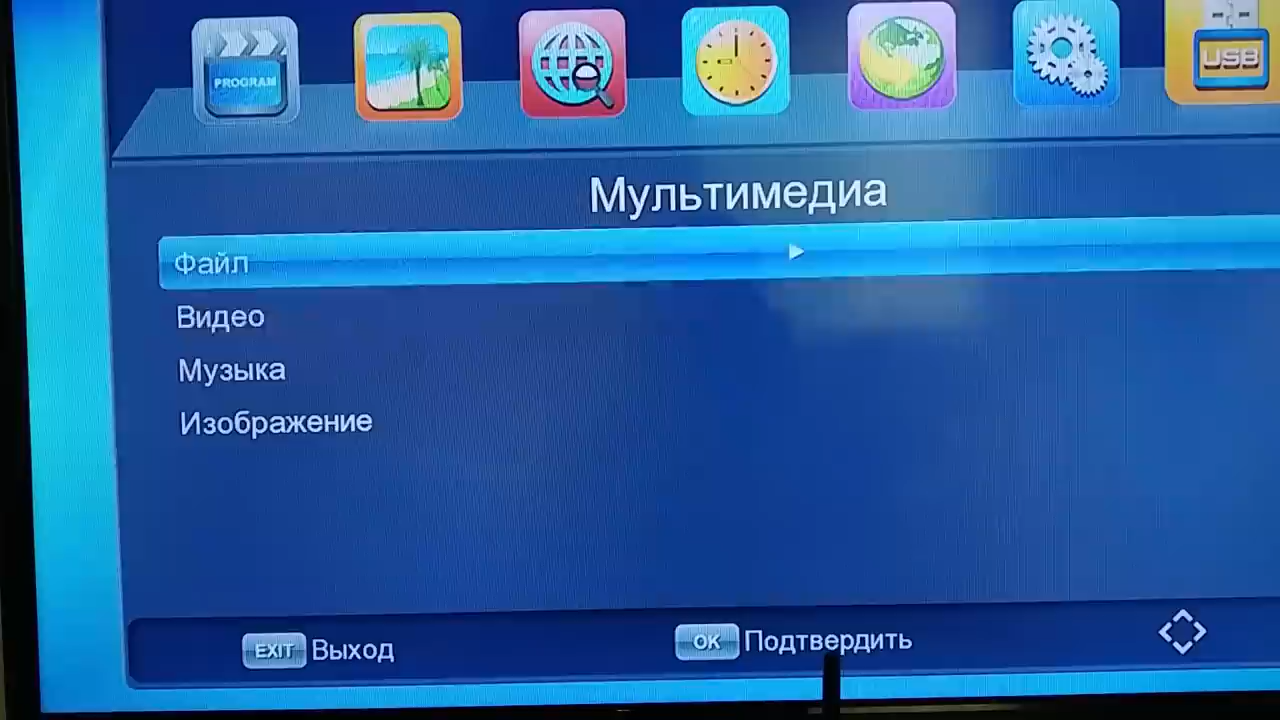 PROGRAM
USB
Мультимедиа
Файл
Видео
Музыка
Изображение
EXIT Выход
OK Подтвердить